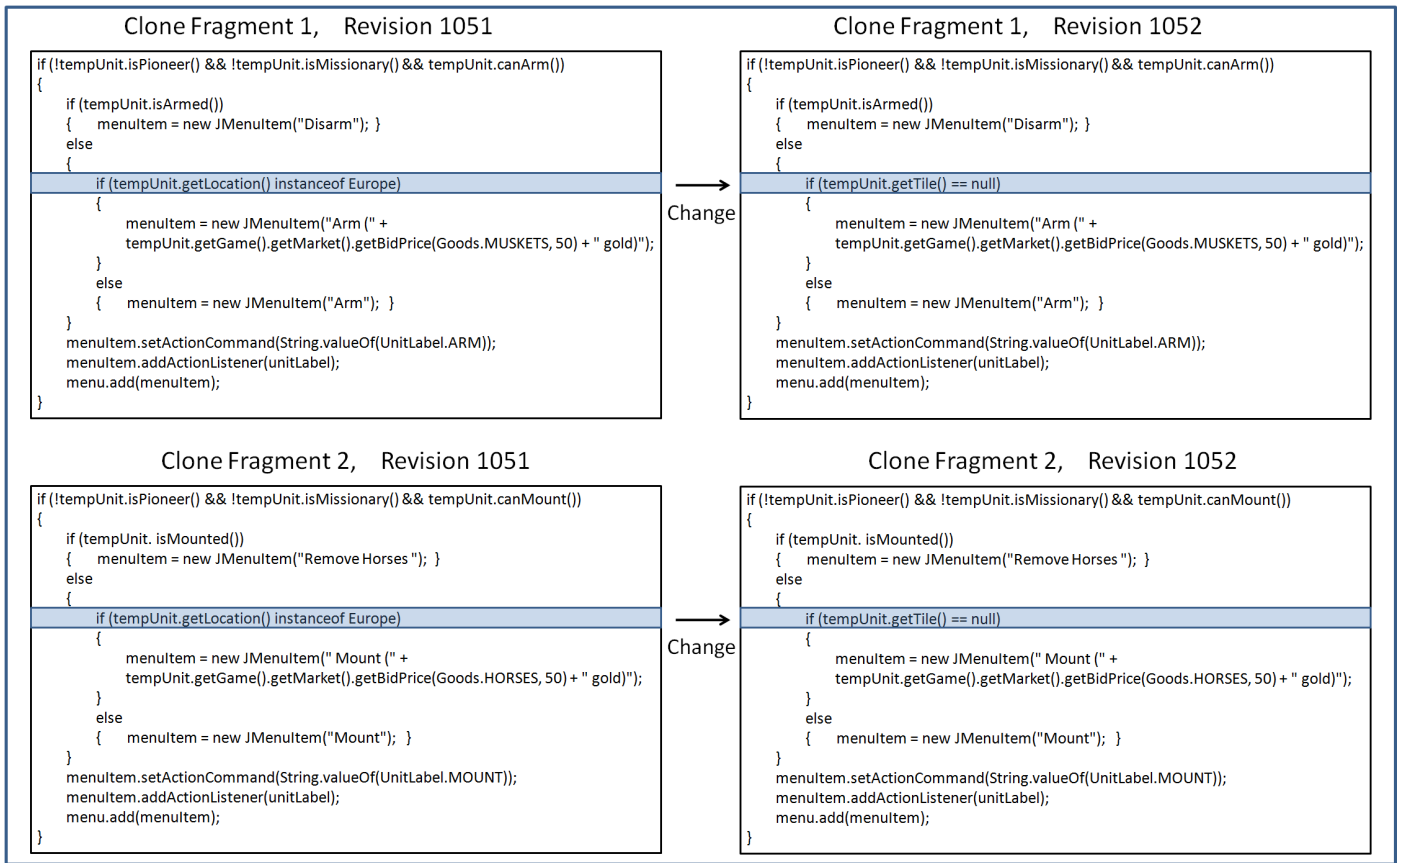 Clone Fragment 1, Revision 1051
if (!tempUnit.isPioneer() && !tempUnit.isMissionary() && tempUnit.canArm())
{
if (tempUnit.isArmed())
{ menuItem = new JMenuItem("Disarm"); }
else
{
if (tempUnit.getLocation() instanceof Europe)
{
menuItem = new JMenuItem("Arm (" +
tempUnit.getGame().getMarket().getBidPrice(Goods.MUSKETS, 50) + " gold)");
}
else
{ menuItem = new JMenuItem("Arm"); }
}
menuItem.setActionCommand(String.valueOf(UnitLabel.ARM));
menuItem.addActionListener(unitLabel);
menu.add(menuItem);
}
Change
Clone Fragment 1, Revision 1052
if (!tempUnit.isPioneer() && !tempUnit.isMissionary() && tempUnit.canArm())
{
if (tempUnit.isArmed())
{ menuItem = new JMenuItem("Disarm"); }
else
{
if (tempUnit.getTile() == null)
{
menuItem = new JMenuItem("Arm (" +
tempUnit.getGame().getMarket().getBidPrice(Goods.MUSKETS, 50) + " gold)");
}
else
{ menuItem = new JMenuItem("Arm"); }
}
menuItem.setActionCommand(String.valueOf(UnitLabel.ARM));
menuItem.addActionListener(unitLabel);
menu.add(menuItem);
}
Clone Fragment 2, Revision 1051
if (!tempUnit.isPioneer() && !tempUnit.isMissionary() && tempUnit.canMount())
{
if (tempUnit. isMounted())
{ menuItem = new JMenuItem("Remove Horses "); }
else
{
if (tempUnit.getLocation() instanceof Europe)
{
menuItem = new JMenuItem(" Mount (" +
tempUnit.getGame().getMarket().getBidPrice(Goods.HORSES, 50) + " gold)");
}
else
{ menuItem = new JMenuItem("Mount"); }
}
menuItem.setActionCommand(String.valueOf(UnitLabel.MOUNT));
menuItem.addActionListener(unitLabel);
menu.add(menuItem);
}
Change
Clone Fragment 2, Revision 1052
if (!tempUnit.isPioneer() && !tempUnit.isMissionary() && tempUnit.canMount())
{
if (tempUnit. isMounted())
{ menuItem = new JMenuItem("Remove Horses "); }
else
{
if (tempUnit.getTile() == null)
{
menuItem = new JMenuItem(" Mount (" +
tempUnit.getGame().getMarket().getBidPrice(Goods.HORSES, 50) + " gold)");
}
else
{ menuItem = new JMenuItem("Mount"); }
}
menuItem.setActionCommand(String.valueOf(UnitLabel.MOUNT));
menuItem.addActionListener(unitLabel);
menu.add(menuItem);
}